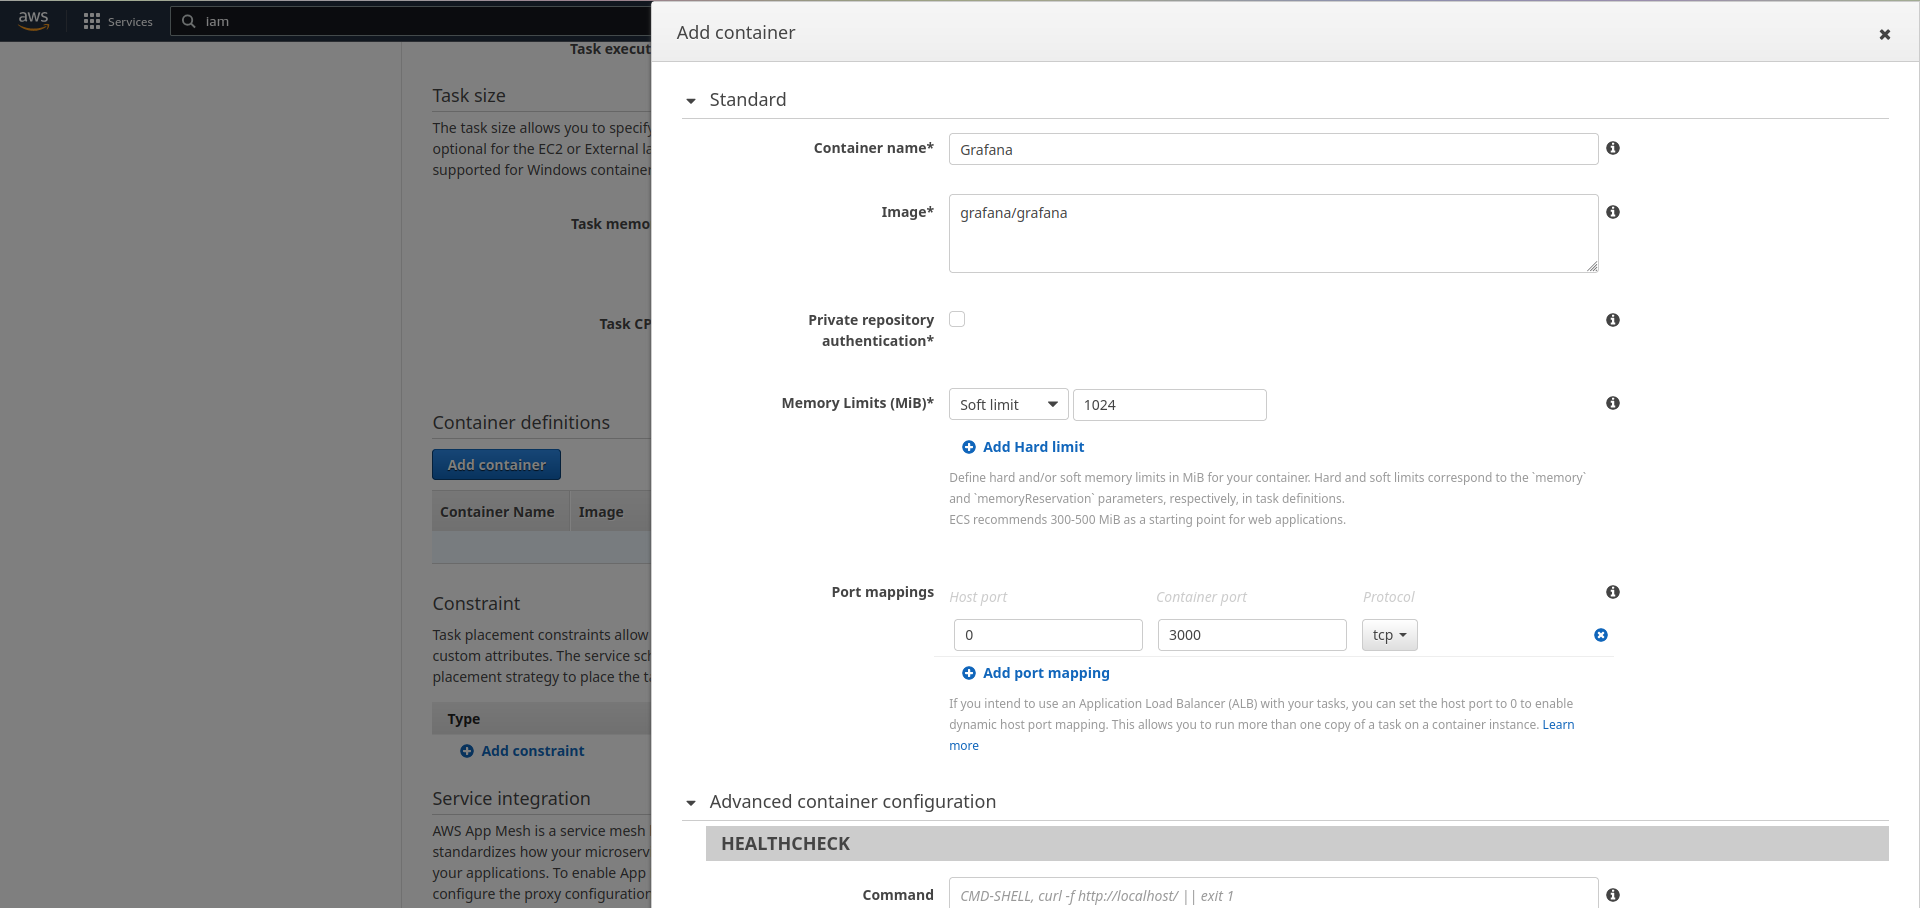 aws
Services
iam
Task execut
Task size
The task size allows you to specify
optional for the EC2 or External la
supported for Windows container
Task memo
Task CP
Container definitions
Add container
Container Name
Image
Constraint
Task placement constraints allow
custom attributes. The service sch
placement strategy to place the ta
Type
Add constraint
Service integration
AWS App Mesh is a service mesh
standardizes how your microserv
your applications. To enable App
configure the proxy configuration
Add container
Standard
Container name*
Grafana
Image*
grafana/grafana
Private repository
authentication*
Memory Limits (MiB)*
Soft limit
1024
Add Hard limit
Define hard and/or soft memory limits in MiB for your container. Hard and soft limits correspond to the `memory`
and `memoryReservation` parameters, respectively, in task definitions.
ECS recommends 300-500 MiB as a starting point for web applications.
Port mappings
Host port
Container port
Protocol
0
3000
tcp
Add port mapping
If you intend to use an Application Load Balancer (ALB) with your tasks, you can set the host port to 0 to enable
dynamic host port mapping. This allows you to run more than one copy of a task on a container instance. Learn
more
Advanced container configuration
HEALTHCHECK
Command
CMD-SHELL, curl -f http://localhost/ || exit 1